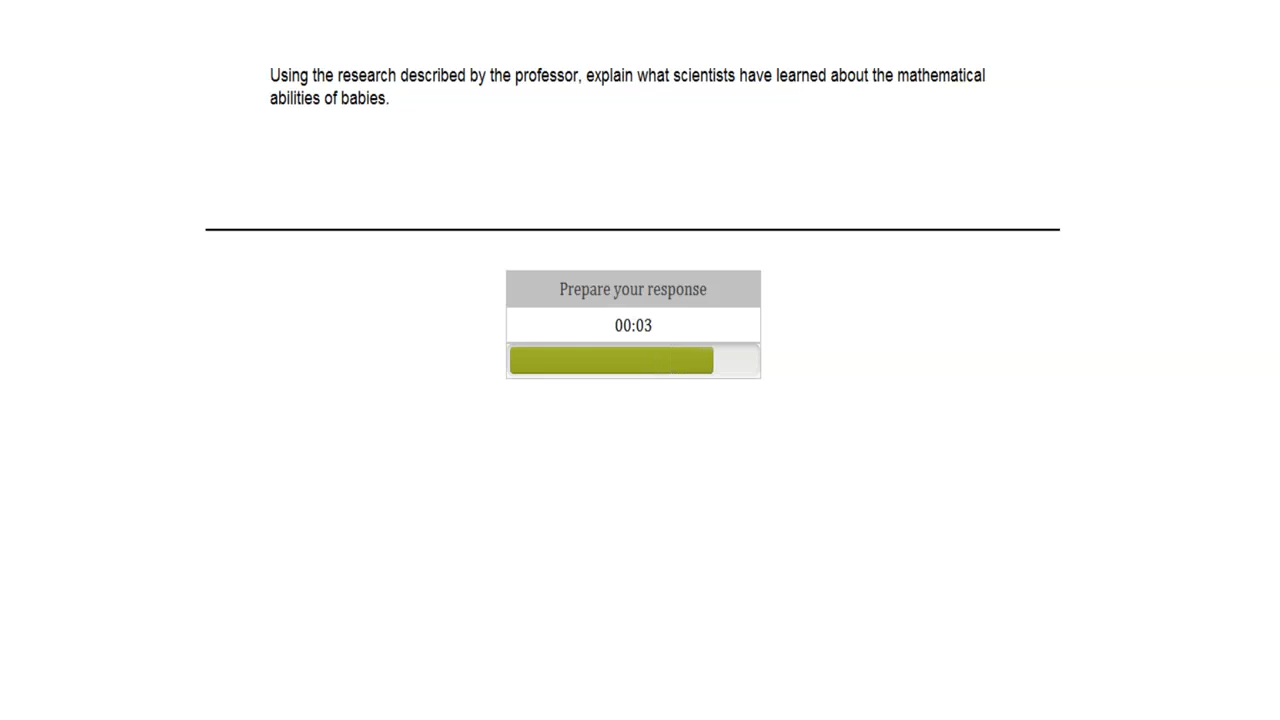 Using the research described by the professor, explain what scientists have learned about the mathematical
abilities of babies.
Prepare your response
00:03